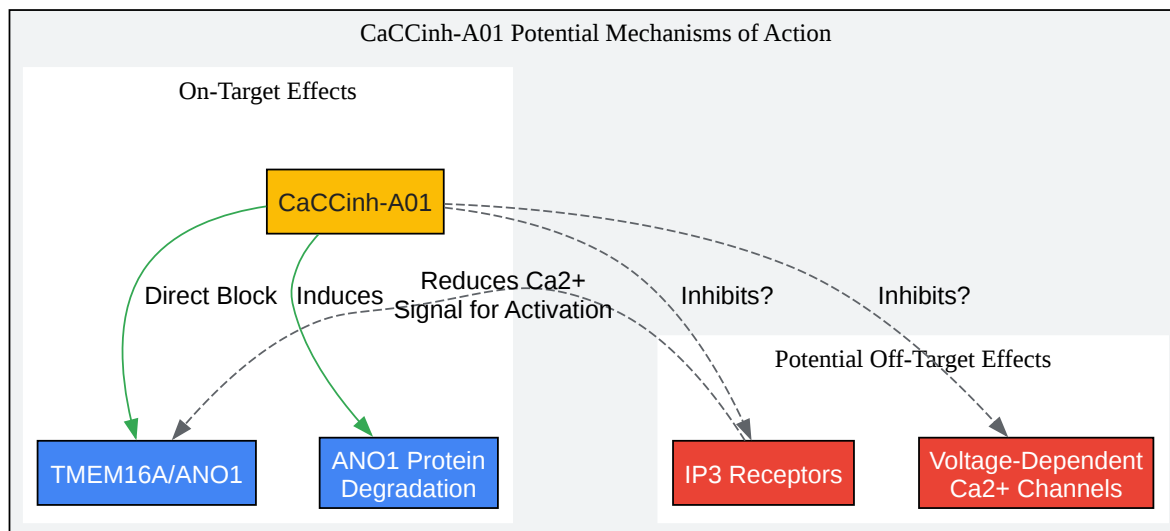 CaCCinh-A01 Potential Mechanisms of Action
On-Target Effects
CaCCinh-A01
Direct Block
Induces
Reduces Ca2+
Signal for Activation
Inhibits?
Inhibits?
Potential Off-Target Effects
TMEM16A/ANO1
ANO1 Protein
Degradation
IP3 Receptors
Voltage-Dependent
Ca2+ Channels